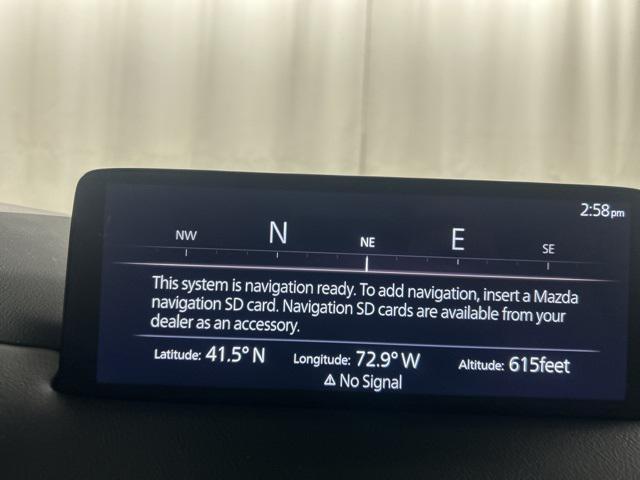 2:58pm
NW N NE E SE
This system is navigation ready. To add navigation, insert a Mazda
navigation SD card. Navigation SD cards are available from your
dealer as an accessory.
Latitude: 41.5° N Longitude: 72.9° W Altitude: 615feet
No Signal